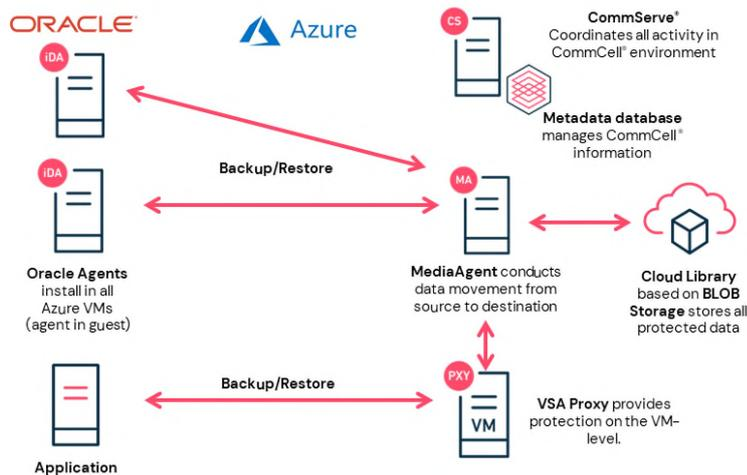 ORACLE®
Azure
iDA
CS
CommServe®
Coordinates all activity in
CommCell® environment
Metadata database
manages CommCell®
information
iDA
Backup/Restore
MA
Oracle Agents
install in all
Azure VMs
(agent in guest)
MediaAgent conducts
data movement from
source to destination
Cloud Library
based on BLOB
Storage stores all
protected data
Backup/Restore
PXY
VM
VSA Proxy provides
protection on the VM-
level.
Application